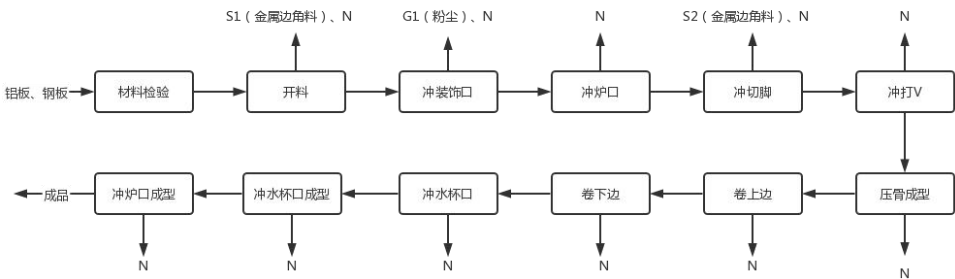 S1（金属边角料）、N
G1（粉尘）、N
N
S2（金属边角料）、N
N
铝板、钢板
材料检验
开料
冲装饰口
冲炉口
冲切脚
冲打V
成品
冲炉口成型
冲水杯口成型
冲水杯口
卷下边
卷上边
压骨成型
N
N
N
N
N
N